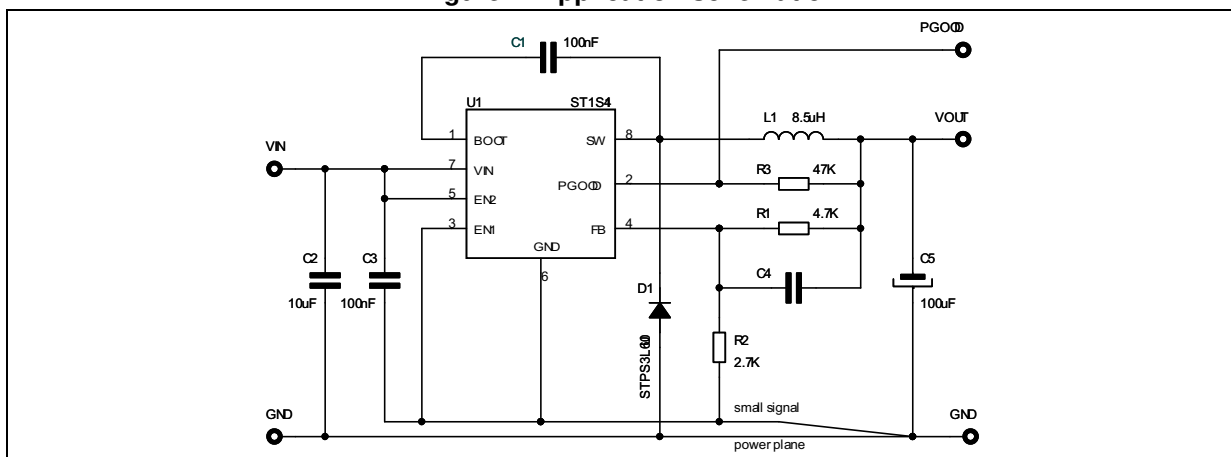 PGOOD
C1
100nF
U1
ST1S4
L1
8.5uH
VOUT
1
BOOT
SW
8
VIN
7
VIN
R3
47K
PGOOD
2
5
EN2
R1
4.7K
3
EN1
FB
4
GND
C2
C3
6
C4
C5
10uF
100nF
D1
100uF
R2
2.7K
small signal
GND
GND
power plane